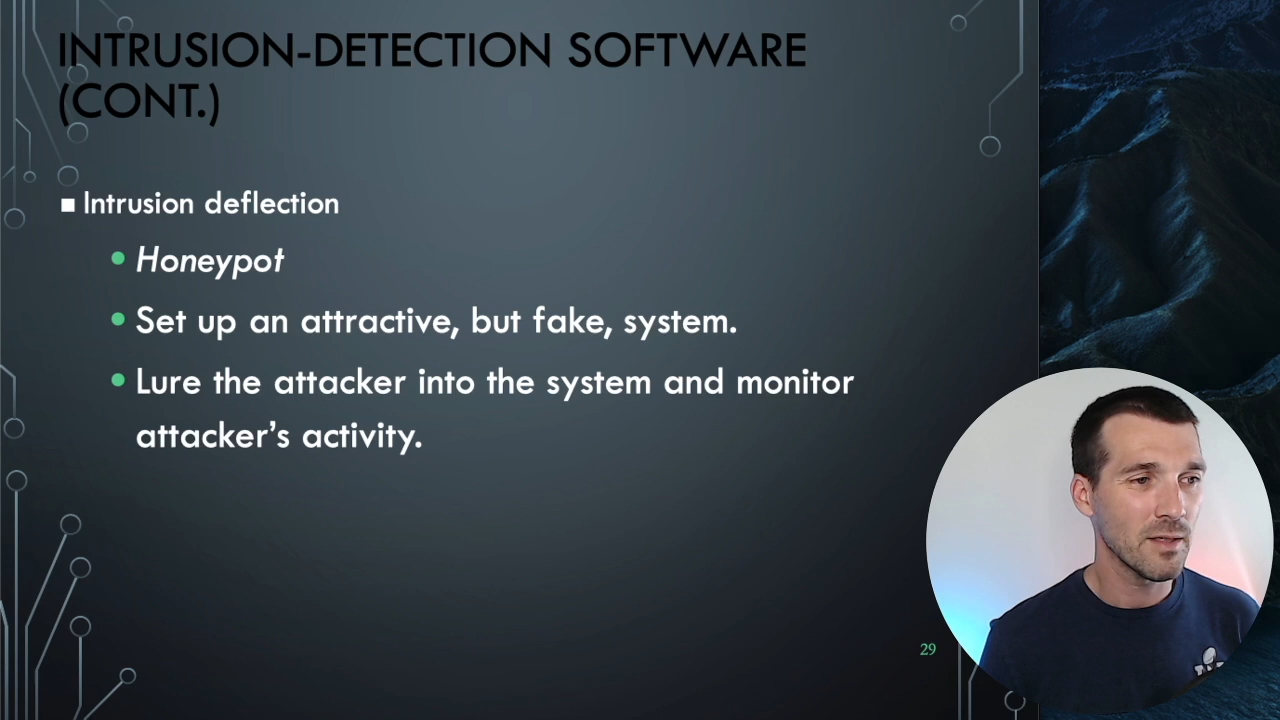 INTRUSION-DETECTION SOFTWARE
(CONT.)
Intrusion deflection
Honeypot
Set up an attractive, but fake, system.
Lure the attacker into the system and monitor
attacker’s activity.
29